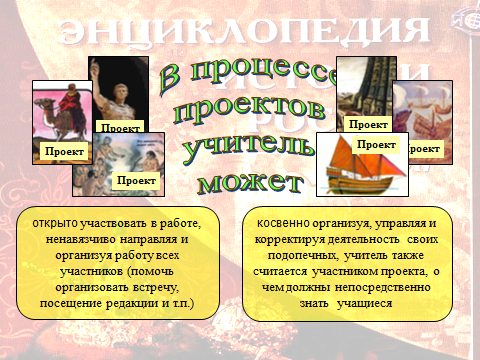 ЭНЦИКЛОПЕДИЯ
В процессе
проектов
учитель
может
Проект
Проект
Проект
Проект
Проект
Проект
открыто участвовать в работе,
ненавязчиво направляя и
организуя работу всех
участников (помочь
организовать встречу,
посещение редакции и т.п.)
косвенно организуя, управляя и
корректируя деятельность своих
подопечных, учитель также
считается участником проекта, о
чем должны непосредственно
знать учащиеся